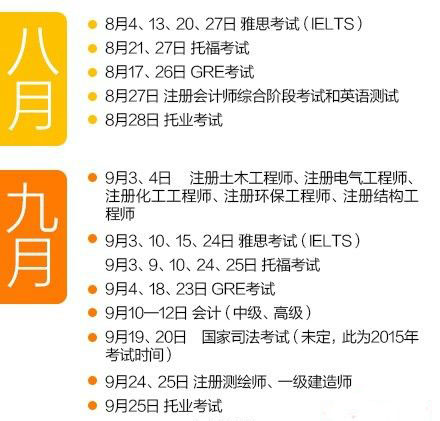 八月
8月4、13、20、27日 雅思考试（IELTS）
8月21、27日 托福考试
8月17、26日 GRE考试
8月27日 注册会计师综合阶段考试和英语测试
8月28日 托业考试
九月
9月3、4日 注册土木工程师、注册电气工程师、
注册化工工程师、注册环保工程师、注册结构工
程师
9月3、10、15、24日 雅思考试（IELTS）
9月3、9、10、24、25日 托福考试
9月4、18、23日 GRE考试
9月10—12日 会计（中级、高级）
9月19、20日 国家司法考试（未定，此为2015年
考试时间）
9月24、25日 注册测绘师、一级建造师
9月25日 托业考试